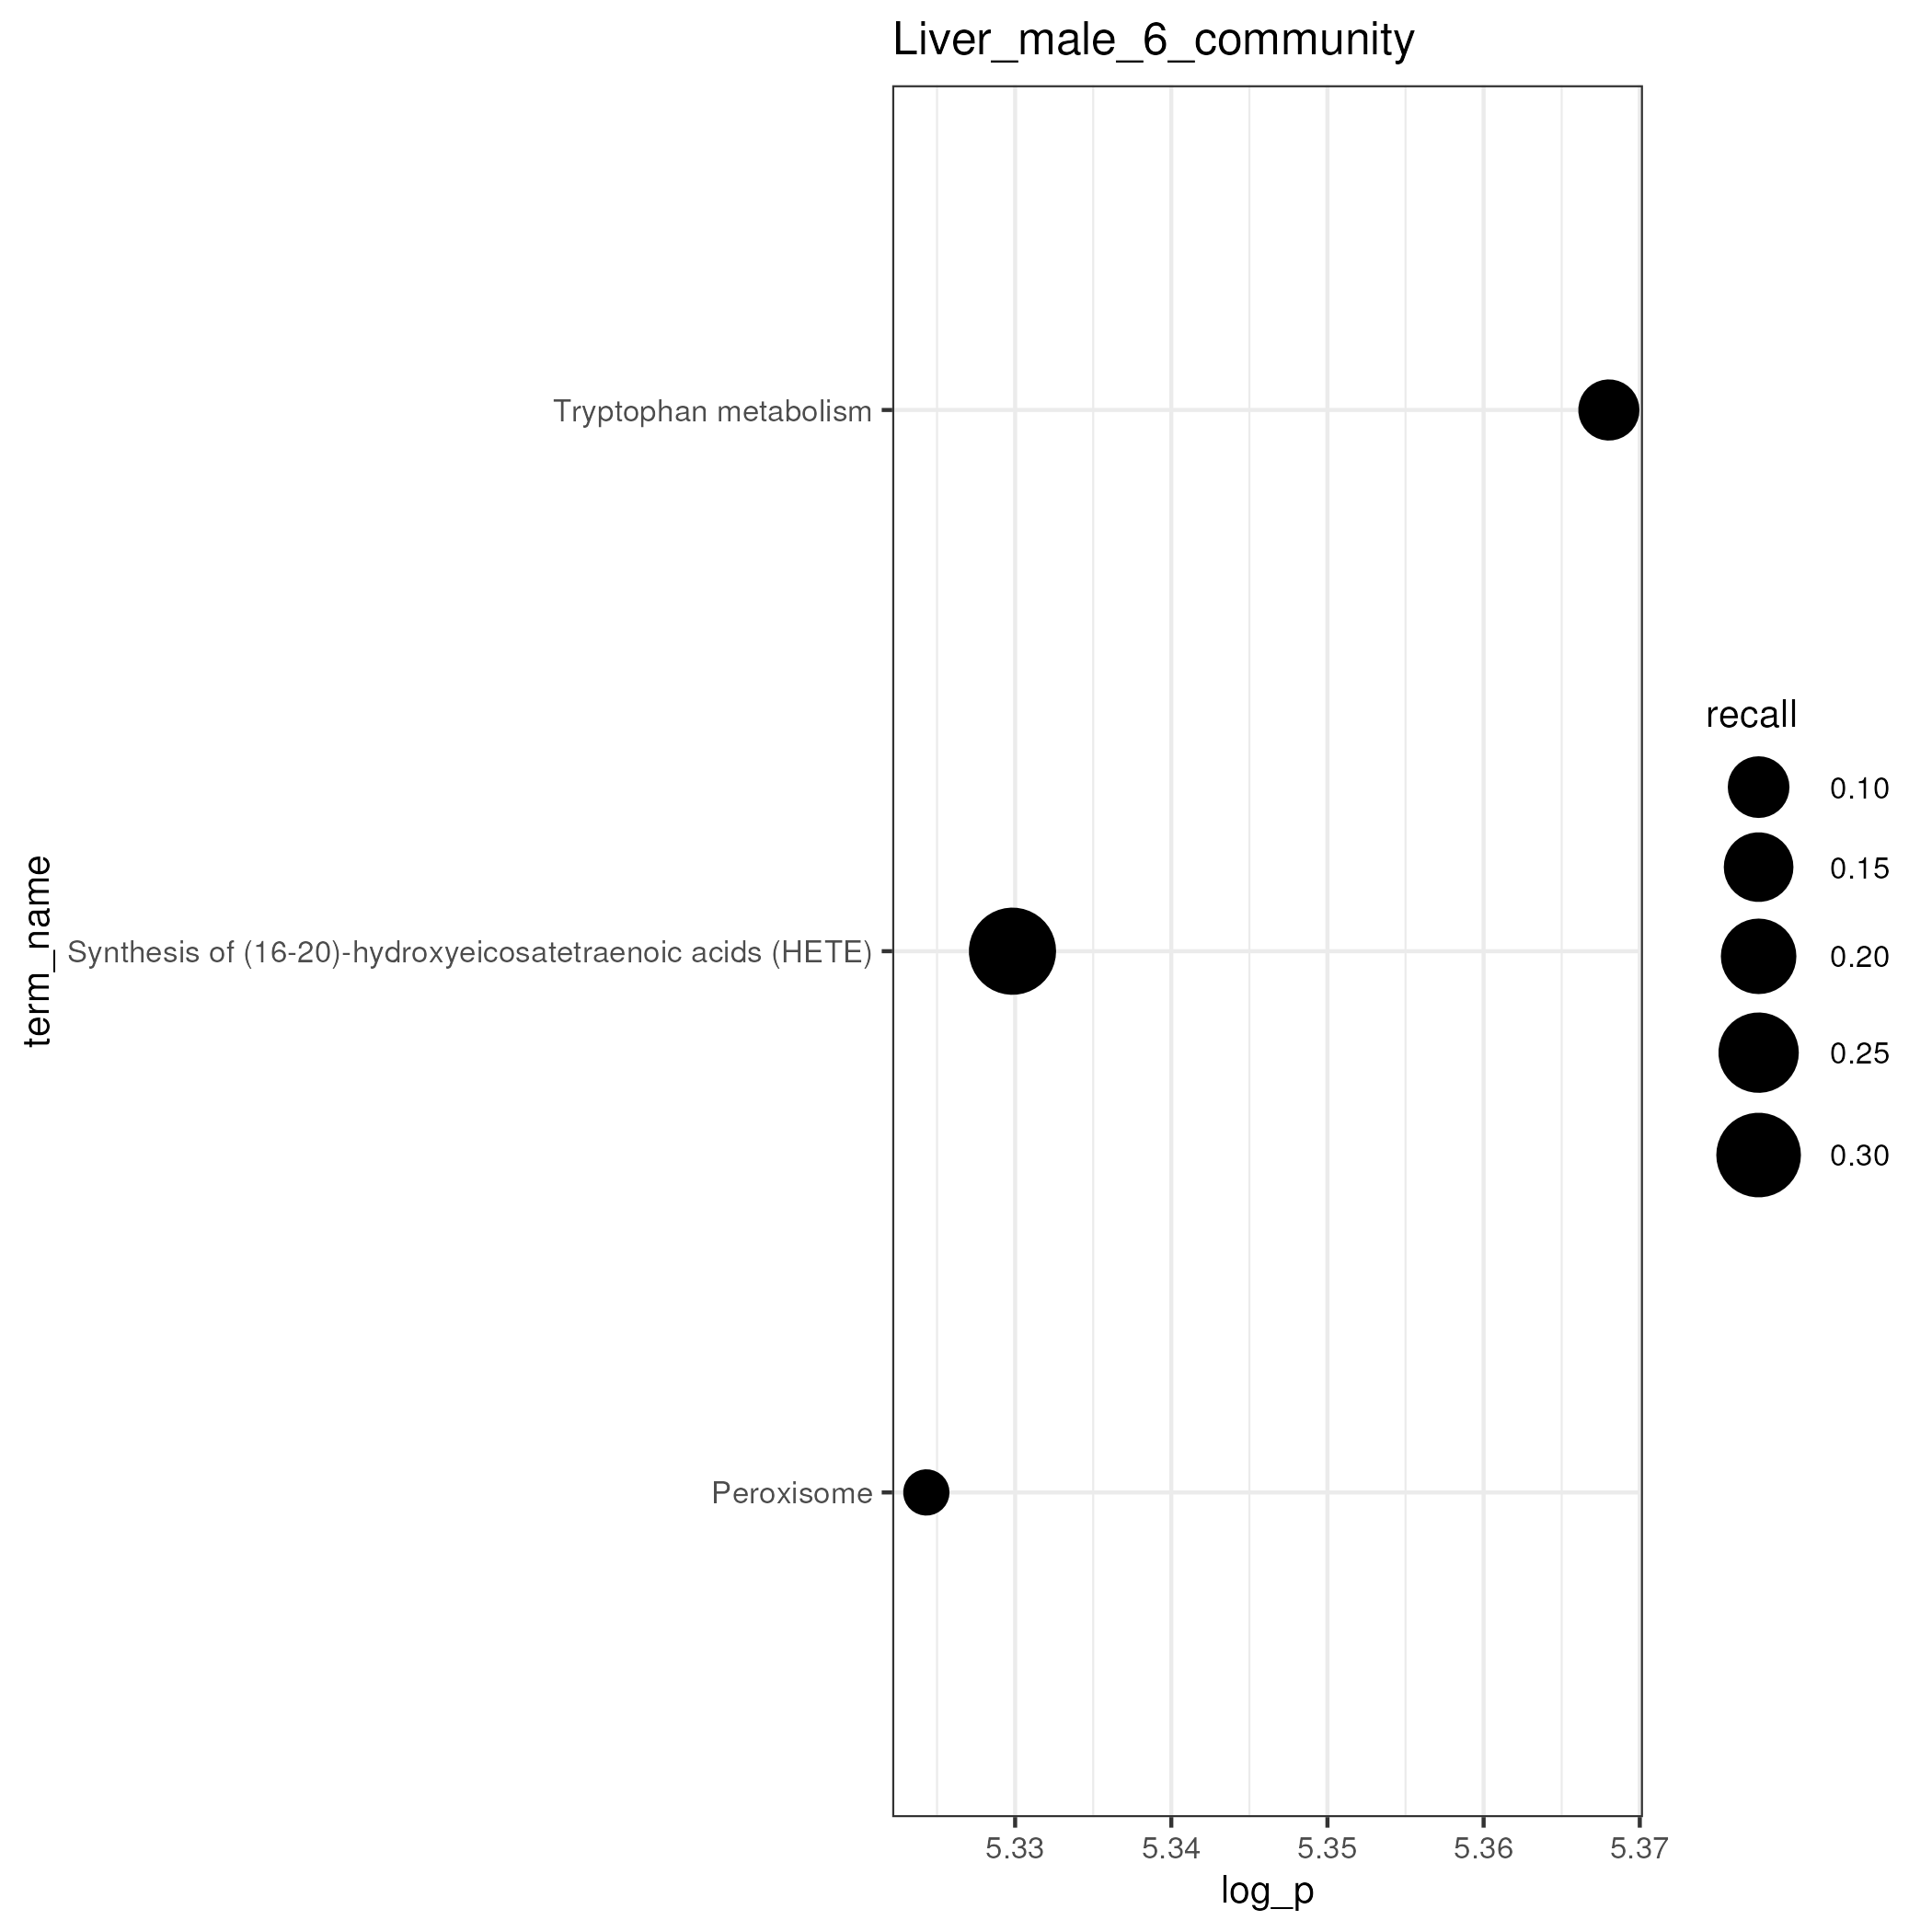 Liver_male_6_community
Tryptophan metabolism
Synthesis of (16-20)-hydroxyeicosatetraenoic acids (HETE)
Peroxisome
term_name
5.33 5.34 5.35 5.36 5.37
log_p
recall
0.10
0.15
0.20
0.25
0.30